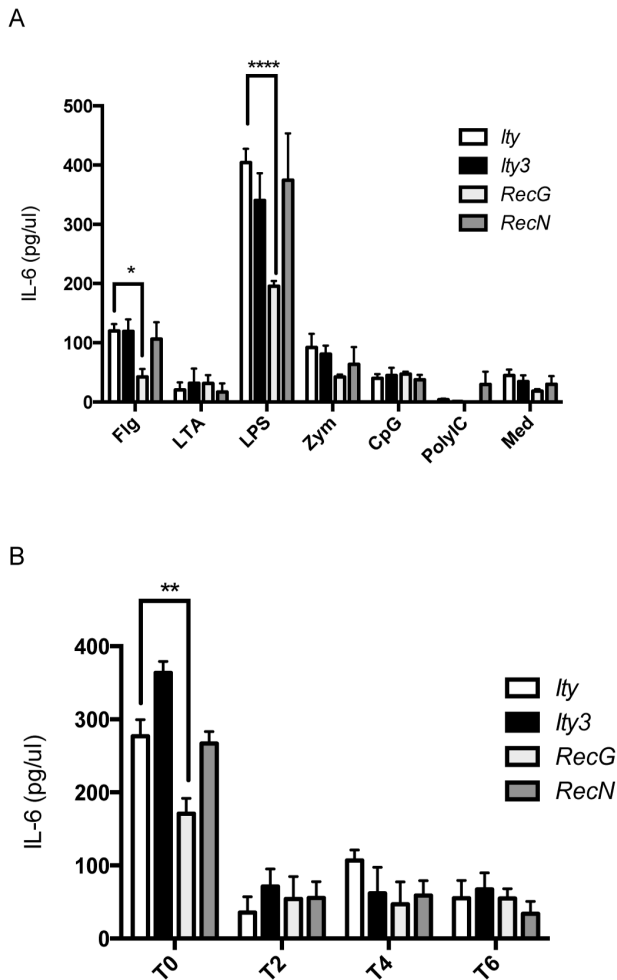 A
****
500
400
300
200
100
0
IL-6 (pg/ul)
*
Ity
Ity3
RecG
RecN
Flg
LTA
LPS
Zym
CpG
PolyIC
Med
B
**
400
300
200
100
0
IL-6 (pg/ul)
Ity
Ity3
RecG
RecN
T0
T2
T4
T6